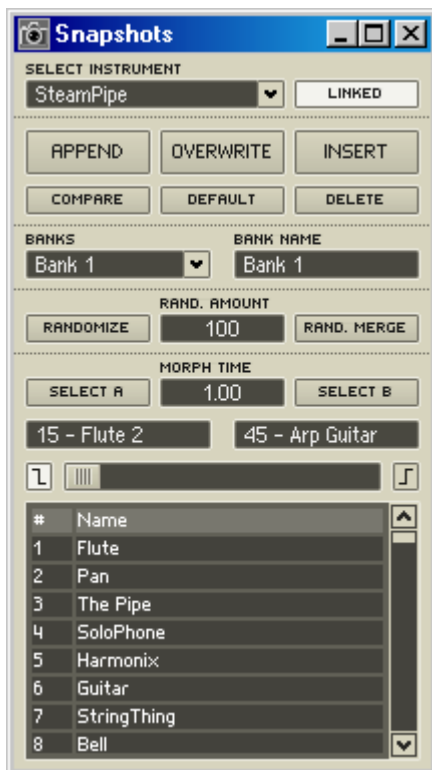 Snapshots
SELECT INSTRUMENT
SteamPipe LINKED
APPEND OVERWRITE INSERT
COMPARE DEFAULT DELETE
BANKS BANK NAME
Bank 1 Bank 1
RAND. AMOUNT
RANDOMIZE 100 RAND. MERGE
MORPH TIME
SELECT A 1.00 SELECT B
15 - Flute 2 45 - Arp Guitar
# Name
1 Flute
2 Pan
3 The Pipe
4 SoloPhone
5 Harmonix
6 Guitar
7 StringThing
8 Bell